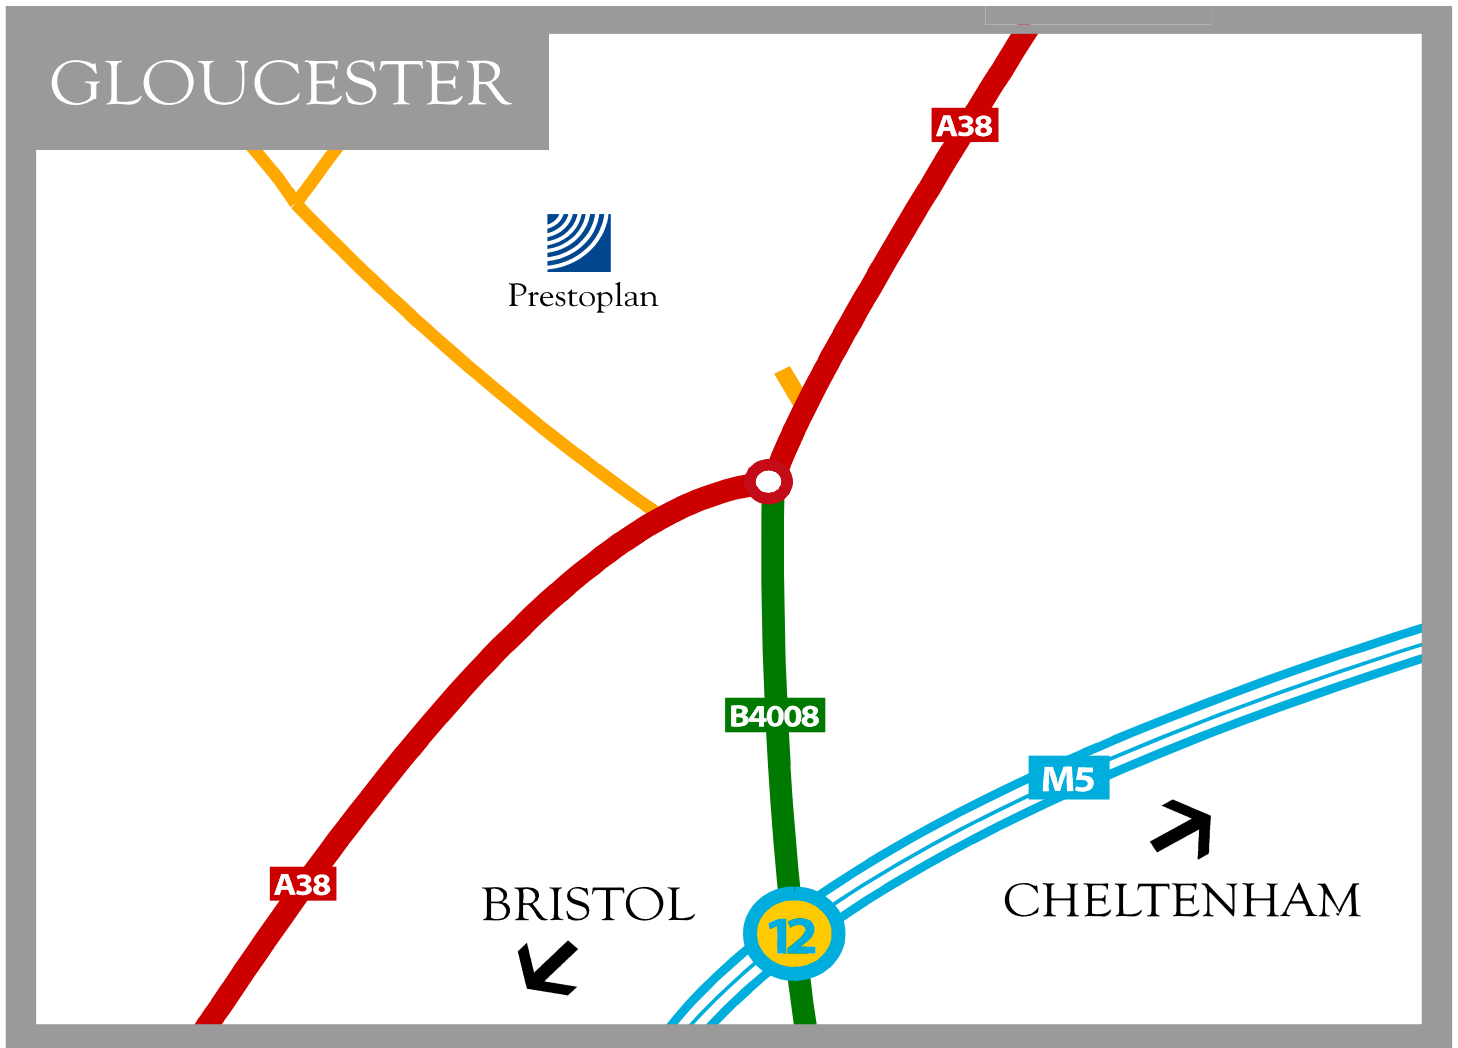 GLOUCESTER
A38
Prestoplan
B4008
M5
A38
BRISTOL
CHELTENHAM
12